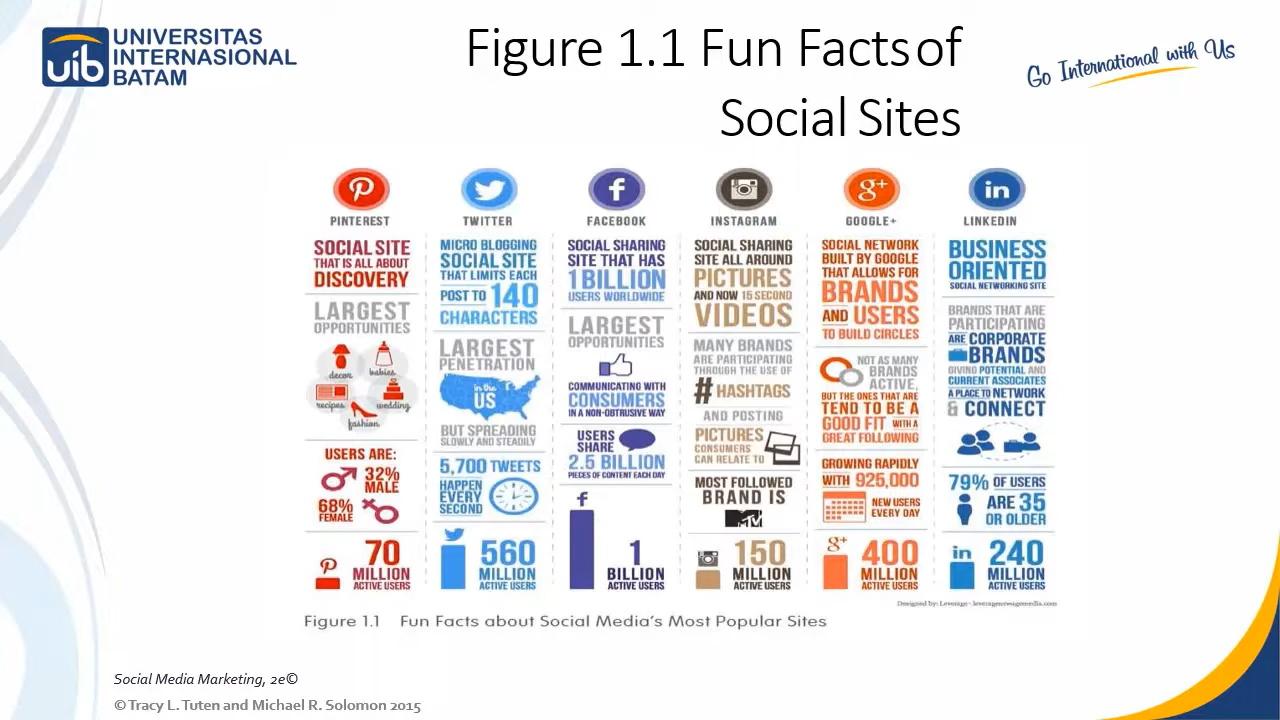 UNIVERSITAS
INTERNASIONAL
BATAM
uib
Figure 1.1 Fun Facts of
Social Sites
Go International with Us
PINTEREST
SOCIAL SITE
THAT IS ALL ABOUT
DISCOVERY
LARGEST
OPPORTUNITIES
decor
babies
recipes
wedding
fashion
USERS ARE:
32%
MALE
68%
FEMALE
70
MILLION
ACTIVE USERS
TWITTER
MICRO BLOGGING
SOCIAL SITE
THAT LIMITS EACH
POST TO 140
CHARACTERS
LARGEST
PENETRATION
in the
US
BUT SPREADING
SLOWLY AND STEADILY
5,700 TWEETS
HAPPEN
EVERY
SECOND
560
MILLION
ACTIVE USERS
f
FACEBOOK
SOCIAL SHARING
SITE THAT HAS
1 BILLION
USERS WORLDWIDE
LARGEST
OPPORTUNITIES
COMMUNICATING WITH
CONSUMERS
IN A NON-OBTRUSIVE WAY
USERS
SHARE
2.5 BILLION
PIECES OF CONTENT EACH DAY
f
1
BILLION
ACTIVE USERS
INSTAGRAM
SOCIAL SHARING
SITE ALL AROUND
PICTURES
AND NOW 15 SECOND
VIDEOS
MANY BRANDS
ARE PARTICIPATING
THROUGH THE USE OF
# HASHTAGS
AND POSTING
PICTURES
CONSUMERS
CAN RELATE TO
MOST FOLLOWED
BRAND IS
MTV
150
MILLION
ACTIVE USERS
g+
GOOGLE+
SOCIAL NETWORK
BUILT BY GOOGLE
THAT ALLOWS FOR
BRANDS
AND USERS
TO BUILD CIRCLES
NOT AS MANY
BRANDS
ACTIVE,
BUT THE ONES THAT ARE
TEND TO BE A
GOOD FIT WITH A
GREAT FOLLOWING
GROWING RAPIDLY
WITH 925,000
NEW USERS
EVERY DAY
g+
400
MILLION
ACTIVE USERS
in
LINKEDIN
BUSINESS
ORIENTED
SOCIAL NETWORKING SITE
BRANDS THAT ARE
PARTICIPATING
ARE CORPORATE
BRANDS
GIVING POTENTIAL AND
CURRENT ASSOCIATES
A PLACE TO NETWORK
& CONNECT
79% OF USERS
ARE 35
OR OLDER
in
240
MILLION
ACTIVE USERS
Designed by: Leverage - leveragenewagemedia.com
Figure 1.1 Fun Facts about Social Media's Most Popular Sites
Social Media Marketing, 2e©
© Tracy L. Tuten and Michael R. Solomon 2015